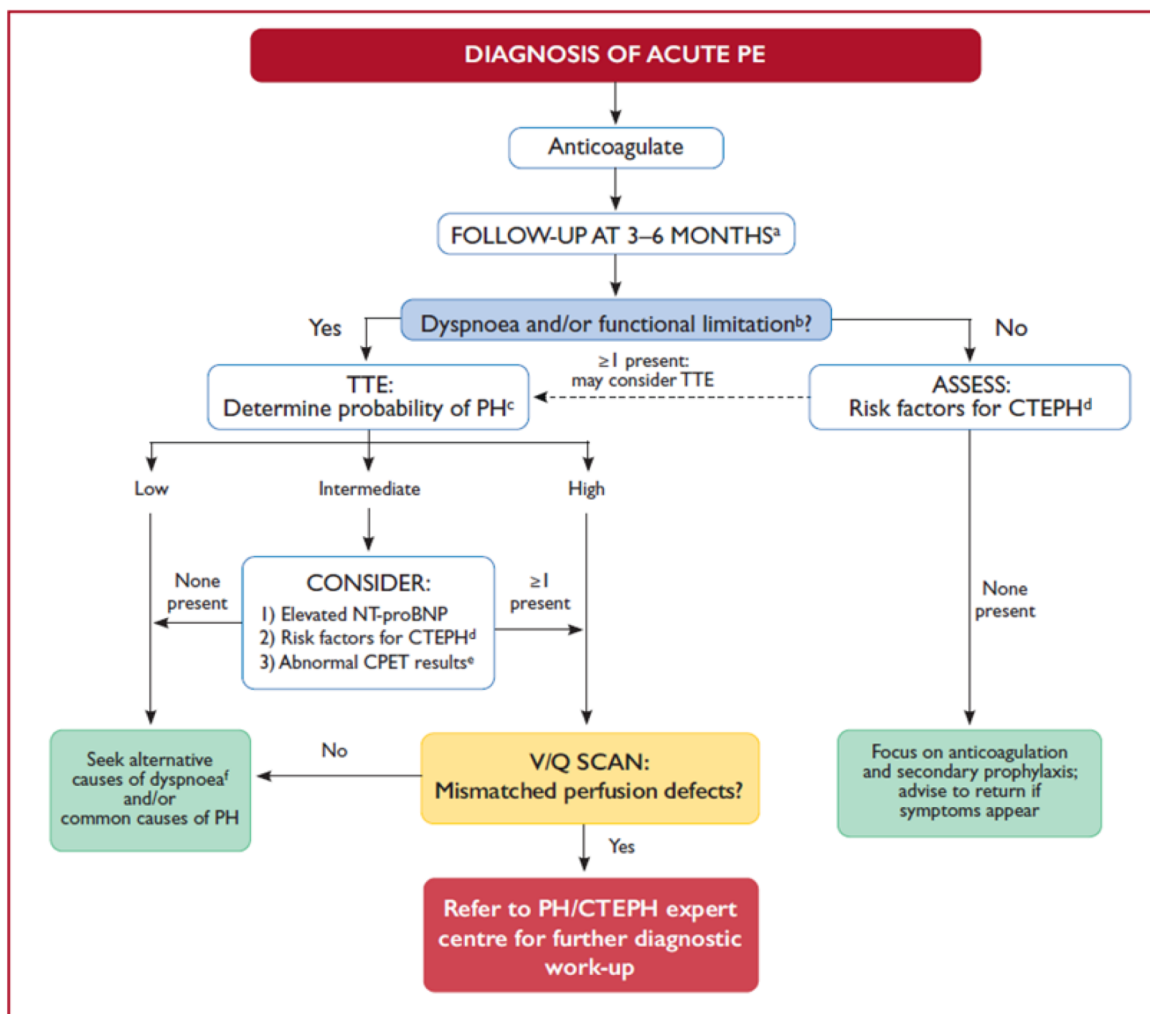 DIAGNOSIS OF ACUTE PE
Anticoagulate
FOLLOW-UP AT 3–6 MONTHSᵃ
Yes
Dyspnoea and/or functional limitationᵇ?
No
≥1 present:
may consider TTE
TTE:
Determine probability of PHᶜ
ASSESS:
Risk factors for CTEPHᵈ
Low
Intermediate
High
None
present
CONSIDER:
1) Elevated NT-proBNP
2) Risk factors for CTEPHᵈ
3) Abnormal CPET resultsᵉ
≥1
present
None
present
Seek alternative
causes of dyspnoeaᶠ
and/or
common causes of PH
No
V/Q SCAN:
Mismatched perfusion defects?
Focus on anticoagulation
and secondary prophylaxis;
advise to return if
symptoms appear
Yes
Refer to PH/CTEPH expert
centre for further diagnostic
work-up